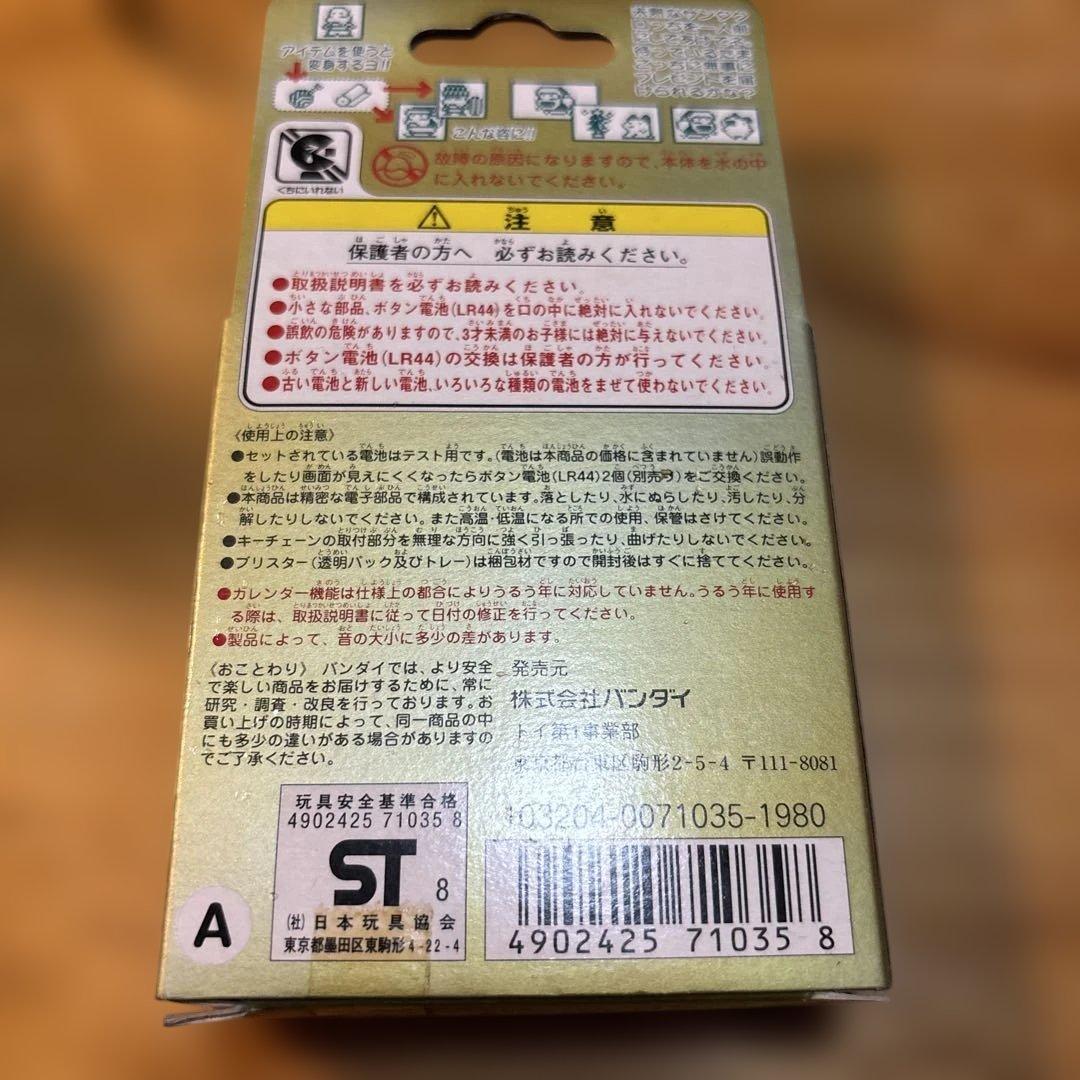 アイテムを使うと
変身するヨ!!
こんな姿に!!
くちにいれない
故障の原因になりますので、本体を水の中
に入れないでください。
注意
保護者の方へ 必ずお読みください。
●取扱説明書を必ずお読みください。
●小さな部品、ボタン電池(LR44)を口の中に絶対に入れないでください。
●誤飲の危険がありますので、3才未満のお子様には絶対に与えないでください。
●ボタン電池(LR44)の交換は保護者の方が行ってください。
●古い電池と新しい電池、いろいろな種類の電池をまぜて使わないでください。
〈使用上の注意〉
●セットされている電池はテスト用です。(電池は本商品の価格に含まれていません)誤動作
をしたり画面が見えにくくなったらボタン電池(LR44)2個(別売り)をご交換ください。
●本商品は精密な電子部品で構成されています。落としたり、水にぬらしたり、汚したり、分
解したりしないでください。また高温・低温になる所での使用、保管はさけてください。
●キーチェーンの取付部分を無理な方向に強く引っ張ったり、曲げたりしないでください。
●ブリスター(透明パック及びトレー)は梱包材ですので開封後はすぐに捨ててください。
●カレンダー機能は仕様上の都合によりうるう年に対応していません。うるう年に使用す
る際は、取扱説明書に従って日付の修正を行ってください。
●製品によって、音の大小に多少の差があります。
〈おことわり〉 バンダイでは、より安全
で楽しい商品をお届けするために、常に
研究・調査・改良を行っております。お
買い上げの時期によって、同一商品の中
にも多少の違いがある場合がありますの
でご了承ください。
発売元
株式会社バンダイ
トイ第1事業部
東京都台東区駒形2-5-4 〒111-8081
103204-0071035-1980
玩具安全基準合格
4902425 71035 8
ST 8
(社)日本玩具協会
東京都墨田区東駒形4-22-4
A
4902425 71035 8